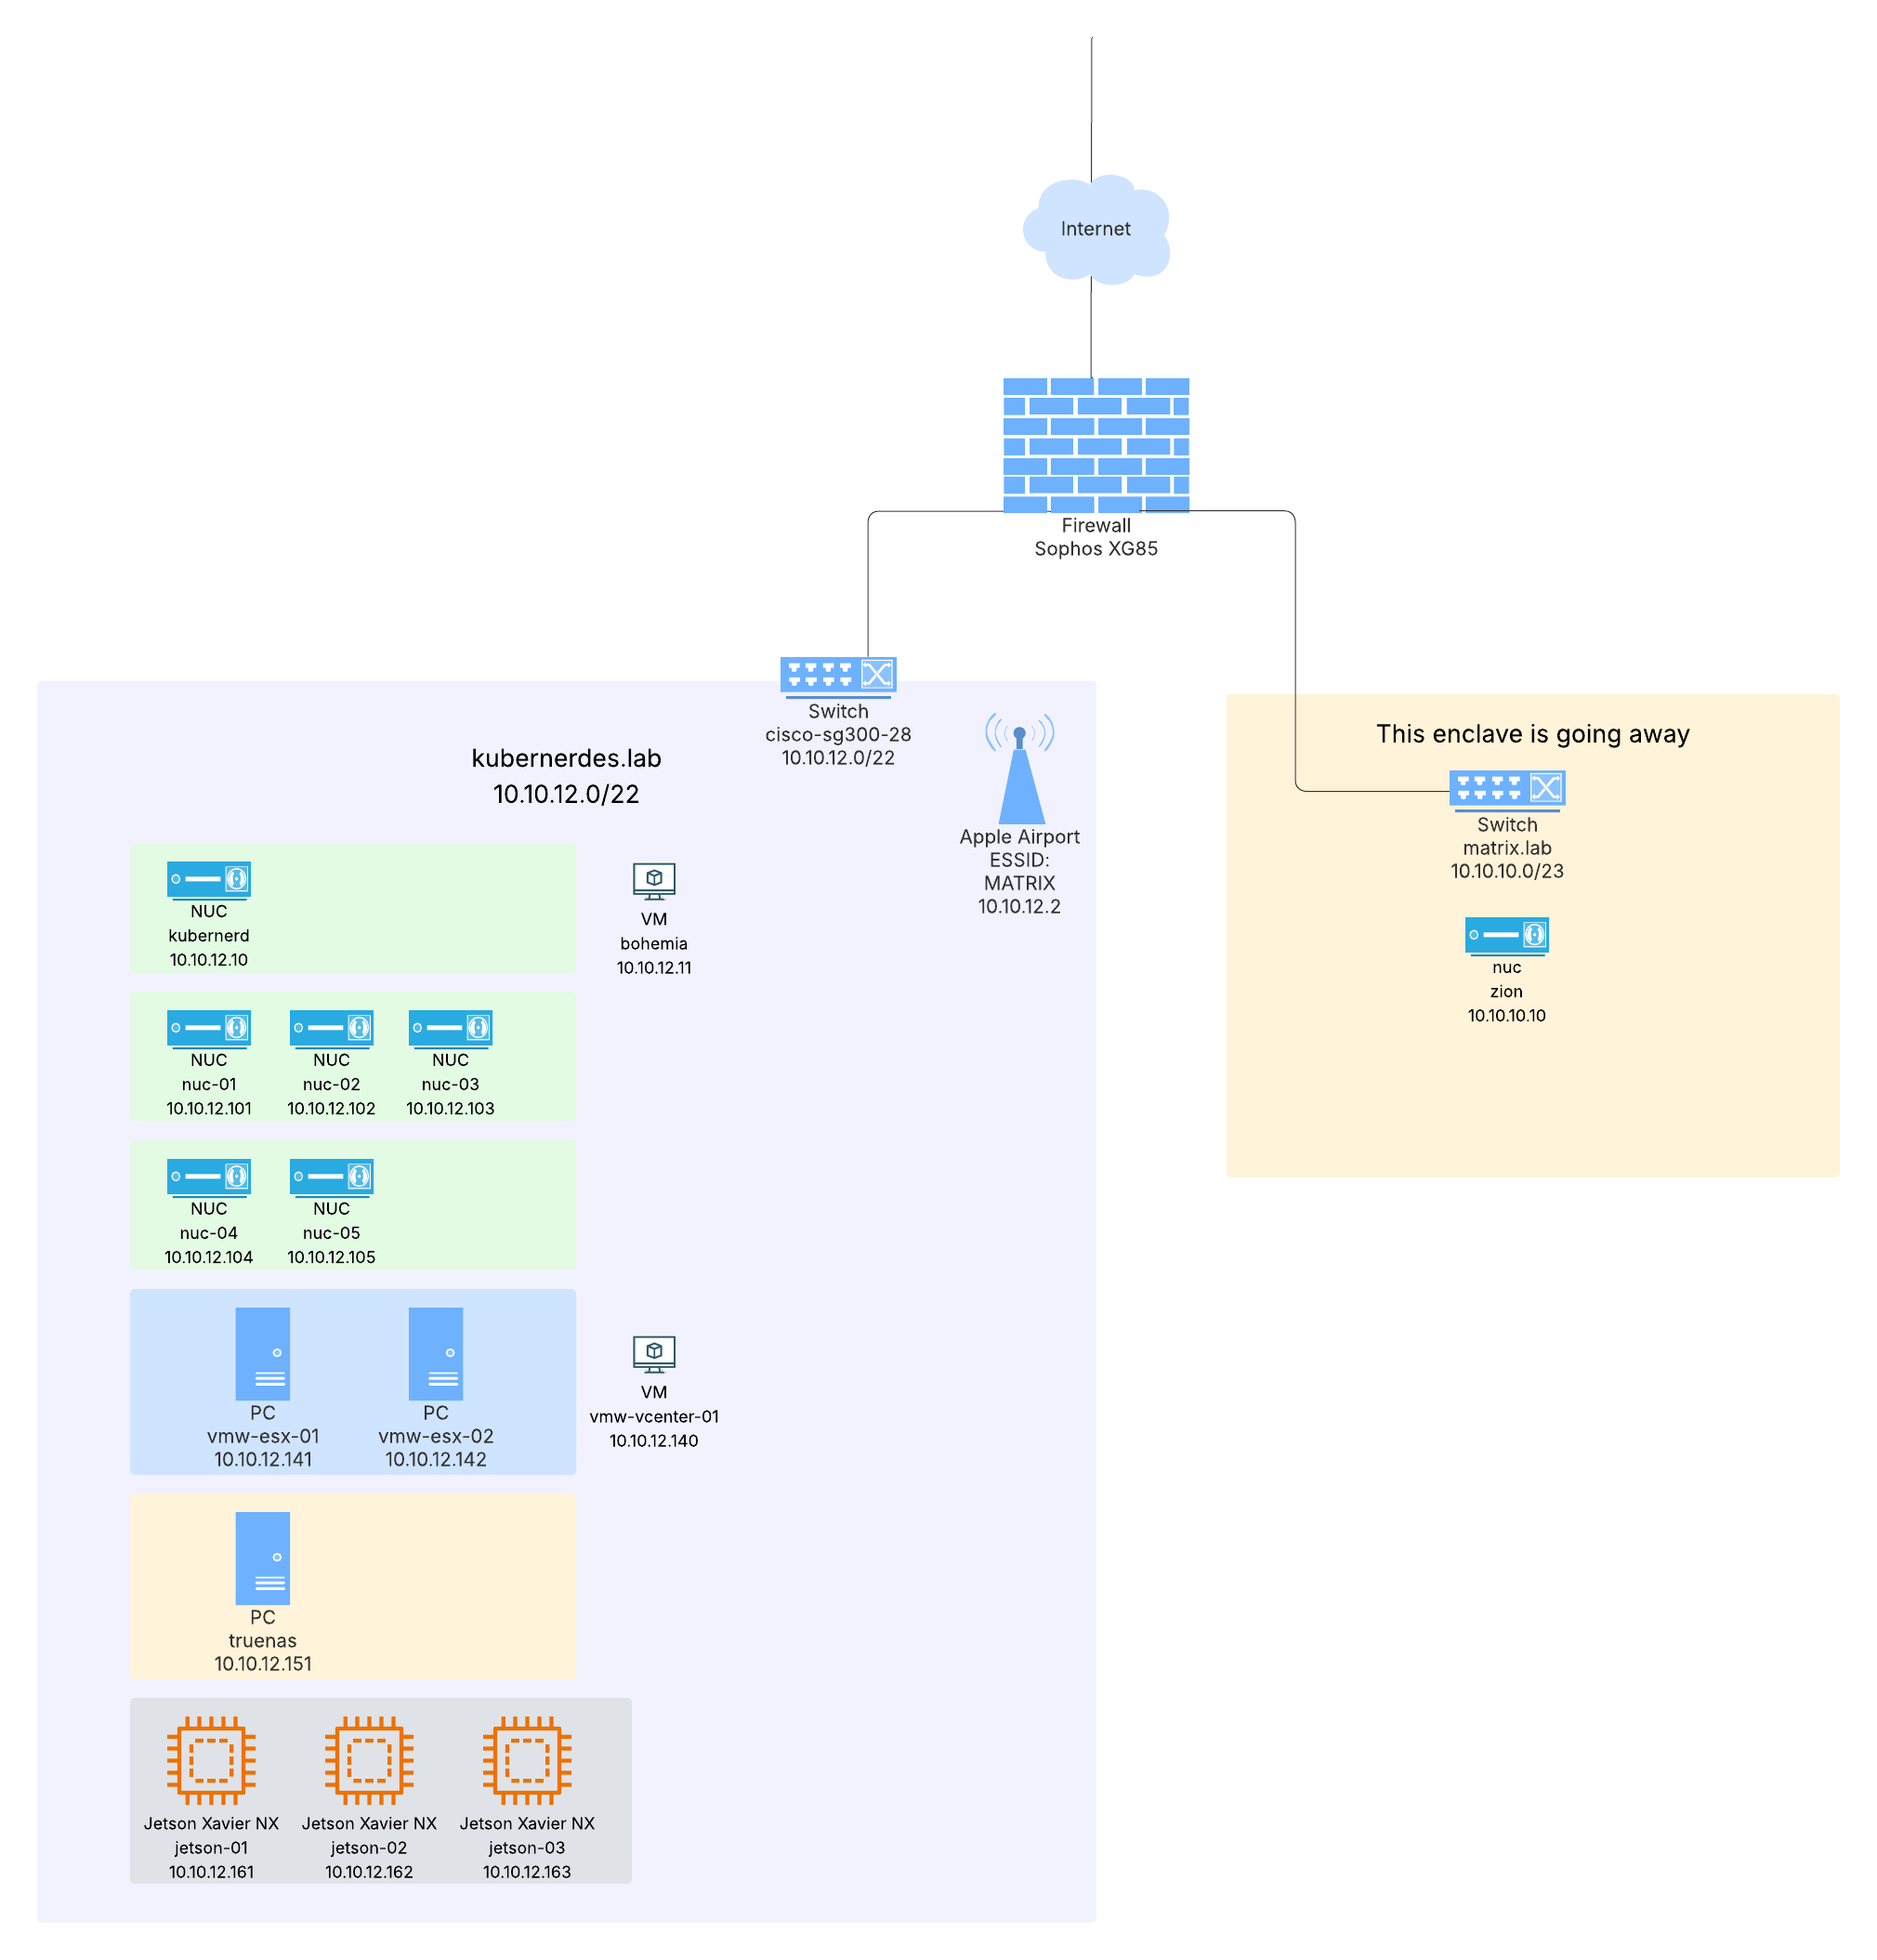 Internet
Firewall
Sophos XG85
Switch
cisco-sg300-28
10.10.12.0/22
kubernerdes.lab
10.10.12.0/22
Apple Airport
ESSID:
MATRIX
10.10.12.2
This enclave is going away
Switch
matrix.lab
10.10.10.0/23
nuc
zion
10.10.10.10
NUC
kubernerd
10.10.12.10
VM
bohemia
10.10.12.11
NUC
nuc-01
10.10.12.101
NUC
nuc-02
10.10.12.102
NUC
nuc-03
10.10.12.103
NUC
nuc-04
10.10.12.104
NUC
nuc-05
10.10.12.105
PC
vmw-esx-01
10.10.12.141
PC
vmw-esx-02
10.10.12.142
VM
vmw-vcenter-01
10.10.12.140
PC
truenas
10.10.12.151
Jetson Xavier NX
jetson-01
10.10.12.161
Jetson Xavier NX
jetson-02
10.10.12.162
Jetson Xavier NX
jetson-03
10.10.12.163